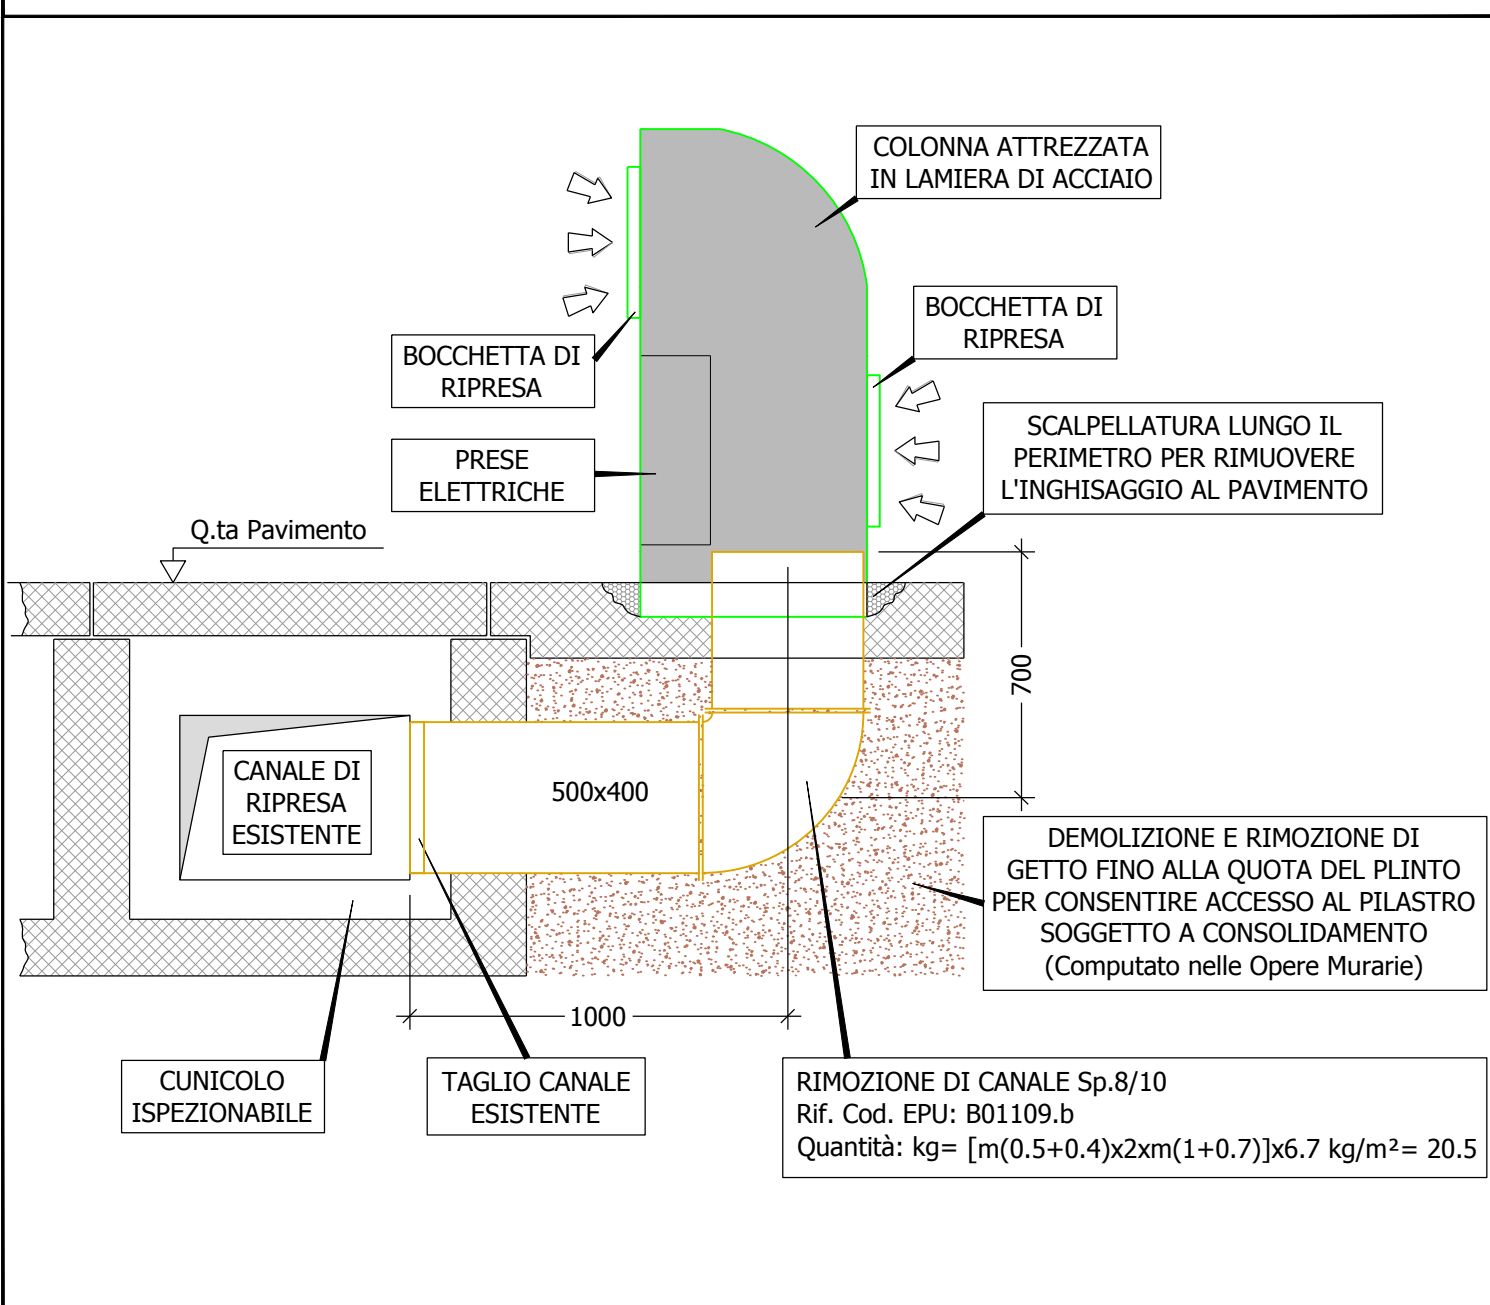 COLONNA ATTREZZATA
IN LAMIERA DI ACCIAIO
BOCCHETTA DI
RIPRESA
BOCCHETTA DI
RIPRESA
SCALPELLATURA LUNGO IL
PERIMETRO PER RIMUOVERE
L'INGHISAGGIO AL PAVIMENTO
PRESE
ELETTRICHE
Q.ta Pavimento
700
CANALE DI
RIPRESA
ESISTENTE
500x400
DEMOLIZIONE E RIMOZIONE DI
GETTO FINO ALLA QUOTA DEL PLINTO
PER CONSENTIRE ACCESSO AL PILASTRO
SOGGETTO A CONSOLIDAMENTO
(Computato nelle Opere Murarie)
1000
CUNICOLO
ISPEZIONABILE
TAGLIO CANALE
ESISTENTE
RIMOZIONE DI CANALE Sp.8/10
Rif. Cod. EPU: B01109.b
Quantità: kg= [m(0.5+0.4)x2xm(1+0.7)]x6.7 kg/m²= 20.5